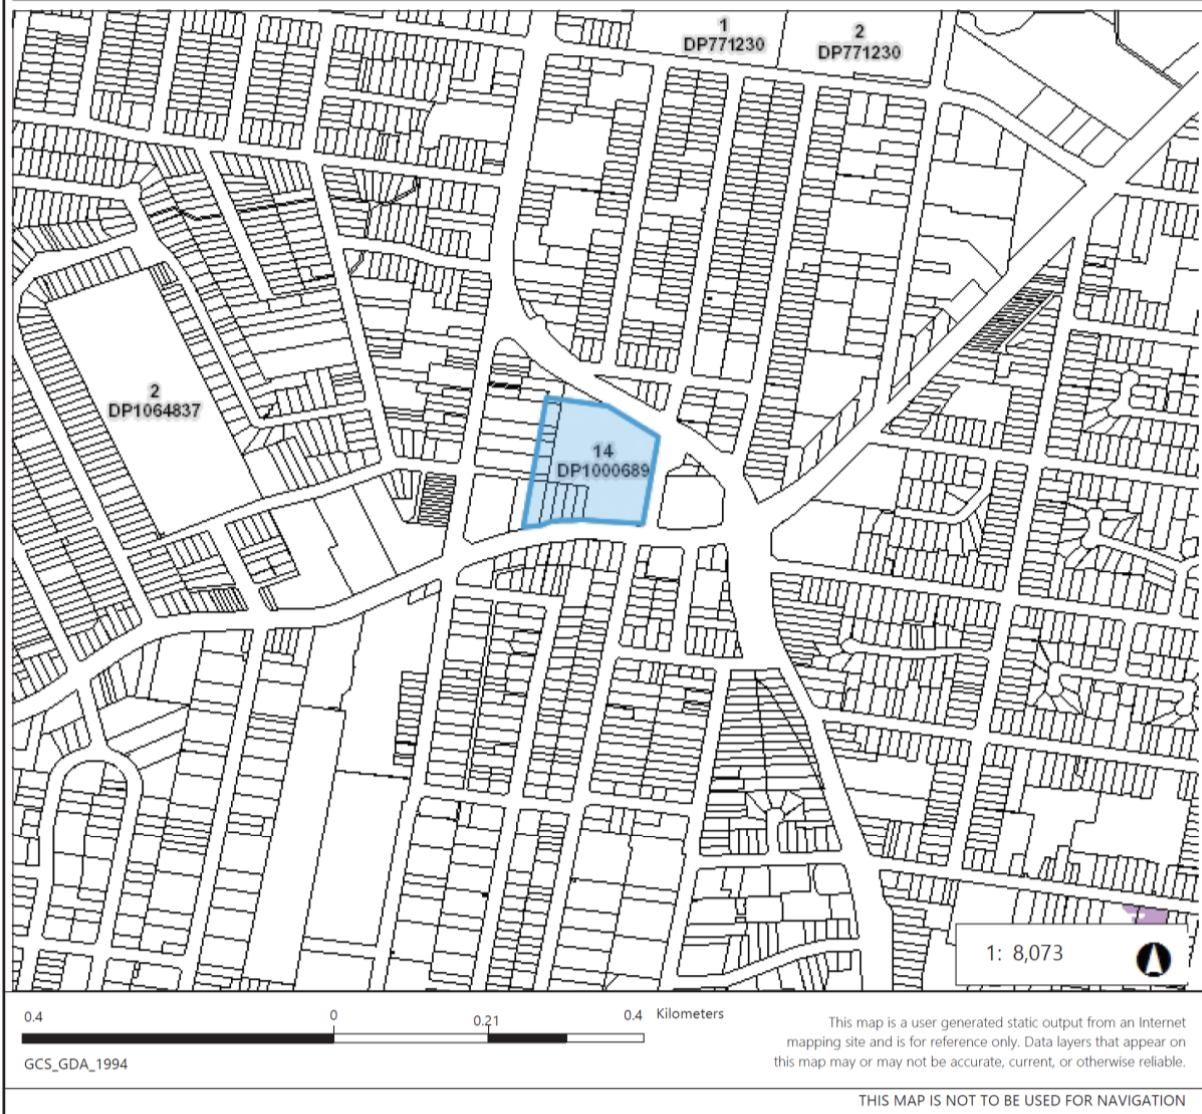 1
DP771230
2
DP771230
2
DP1064837
14
DP1000689
1: 8,073
0.4
0
0.21
0.4
Kilometers
GCS_GDA_1994
This map is a user generated static output from an Internet
mapping site and is for reference only. Data layers that appear on
this map may or may not be accurate, current, or otherwise reliable.
THIS MAP IS NOT TO BE USED FOR NAVIGATION